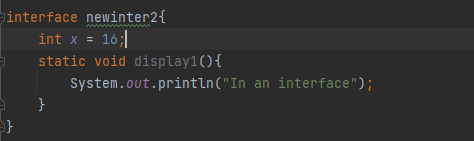 interface newinter2{
    int x = 16;
    static void display1(){
        System.out.println("In an interface");
    }
}